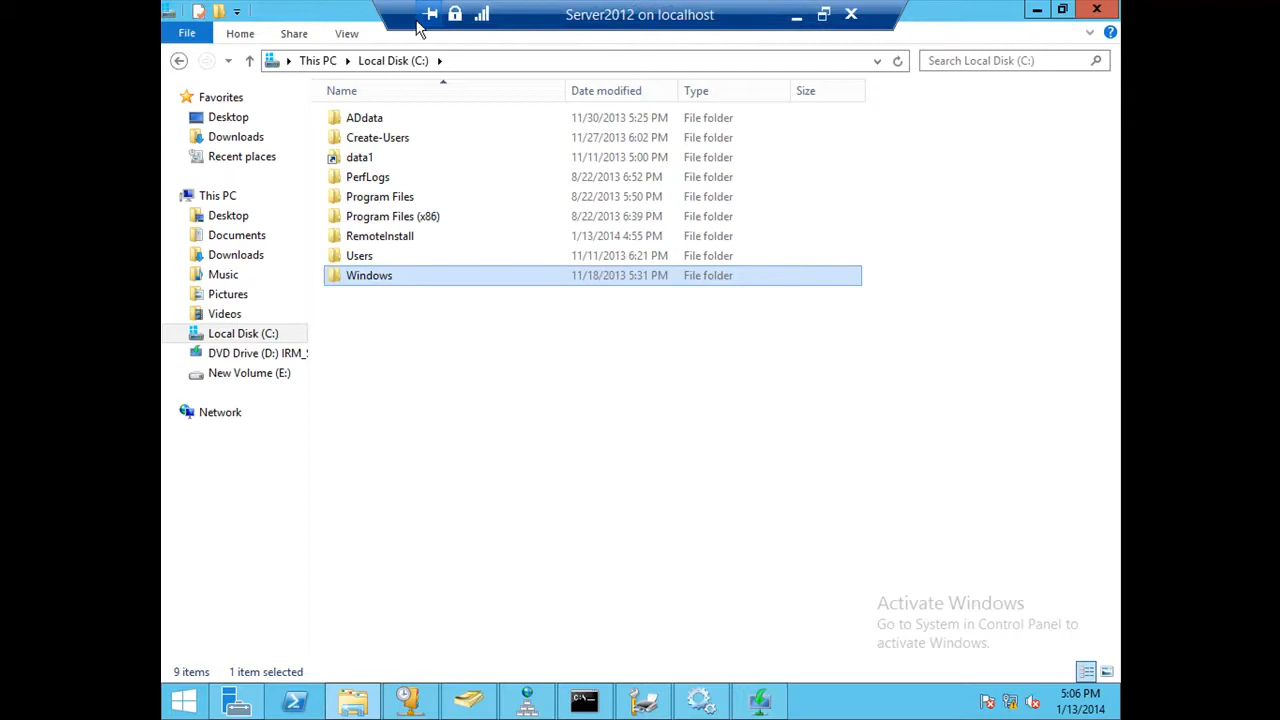 Server2012 on localhost
File Home Share View
This PC Local Disk (C:)
Search Local Disk (C:)
Name Date modified Type Size
Favorites
Desktop
Downloads
Recent places
This PC
Desktop
Documents
Downloads
Music
Pictures
Videos
Local Disk (C:)
DVD Drive (D:) IRM_S
New Volume (E:)
Network
ADdata 11/30/2013 5:25 PM File folder
Create-Users 11/27/2013 6:02 PM File folder
data1 11/11/2013 5:00 PM File folder
PerfLogs 8/22/2013 6:52 PM File folder
Program Files 8/22/2013 5:50 PM File folder
Program Files (x86) 8/22/2013 6:39 PM File folder
RemoteInstall 1/13/2014 4:55 PM File folder
Users 11/11/2013 6:21 PM File folder
Windows 11/18/2013 5:31 PM File folder
Activate Windows
Go to System in Control Panel to
activate Windows.
9 items 1 item selected
5:06 PM
1/13/2014